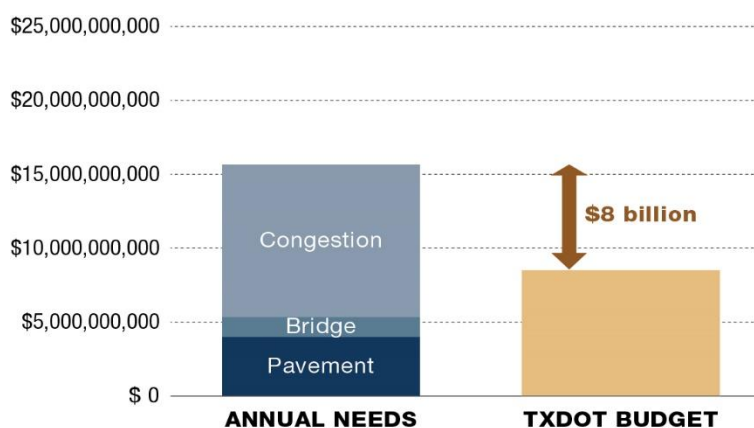 $25,000,000,000
$20,000,000,000
$15,000,000,000
$8 billion
Congestion
$10,000,000,000
$5,000,000,000
Bridge
Pavement
$ 0
ANNUAL NEEDS
TXDOT BUDGET